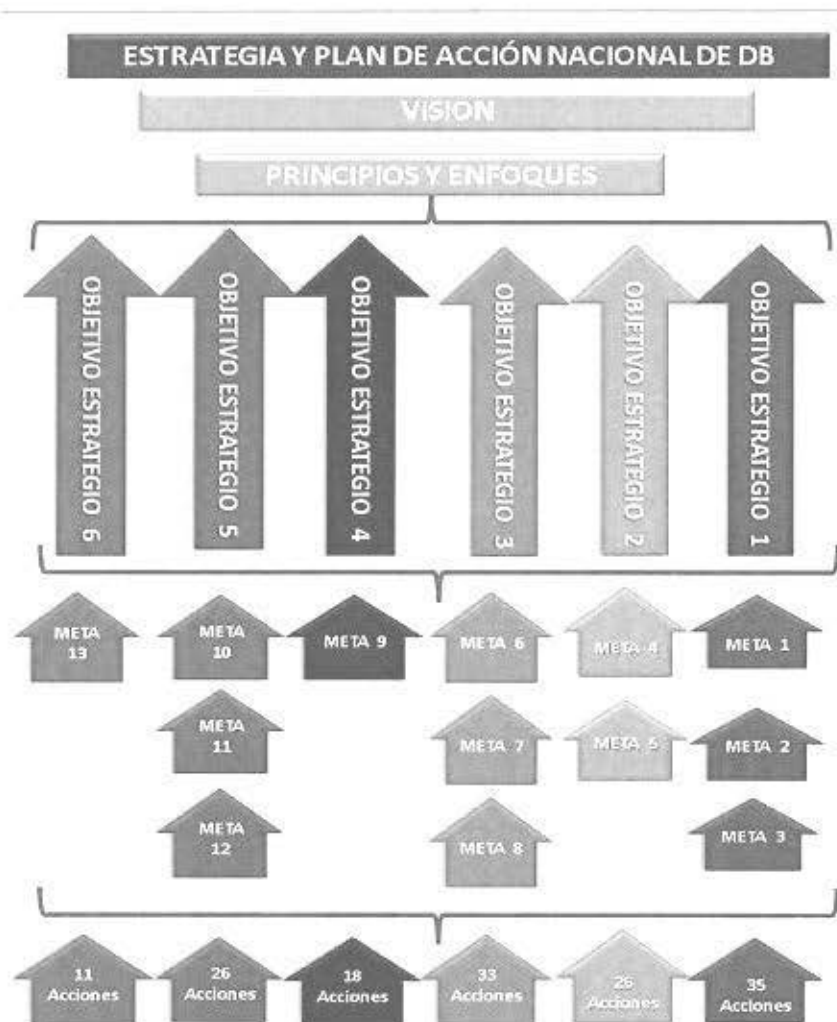 ESTRATEGIA Y PLAN DE ACCIÓN NACIONAL DE DB
VISION
PRINCIPIOS Y ENFOQUES
OBJETIVO ESTRATEGIO 6
OBJETIVO ESTRATEGIO 5
OBJETIVO ESTRATEGIO 4
OBJETIVO ESTRATEGIO 3
OBJETIVO ESTRATEGIO 2
OBJETIVO ESTRATEGIO 1
META
13
META
10
META 9
META 6
META 4
META 1
META
11
META 7
META 5
META 2
META
12
META 8
META 3
11
Acciones
26
Acciones
18
Acciones
33
Acciones
26
Acciones
35
Acciones